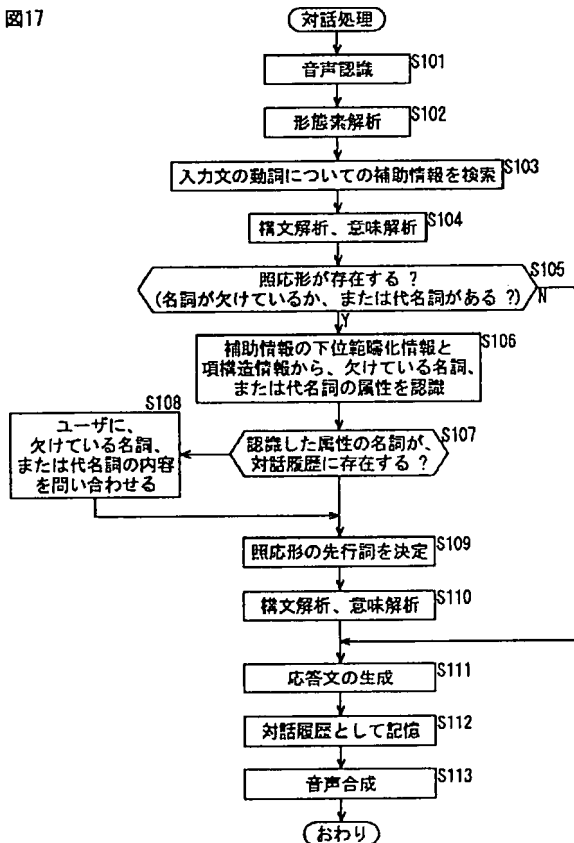 図17
対話処理
音声認識
S101
形態素解析
S102
入力文の動詞についての補助情報を検索
S103
構文解析、意味解析
S104
照応形が存在する ?
(名詞が欠けているか、または代名詞がある ?)
S105
N
Y
補助情報の下位範疇化情報と
項構造情報から、欠けている名詞、
または代名詞の属性を認識
S106
認識した属性の名詞が、
対話履歴に存在する ?
S107
S108
ユーザに、
欠けている名詞、
または代名詞の内容
を問い合わせる
照応形の先行詞を決定
S109
構文解析、意味解析
S110
応答文の生成
S111
対話履歴として記憶
S112
音声合成
S113
おわり